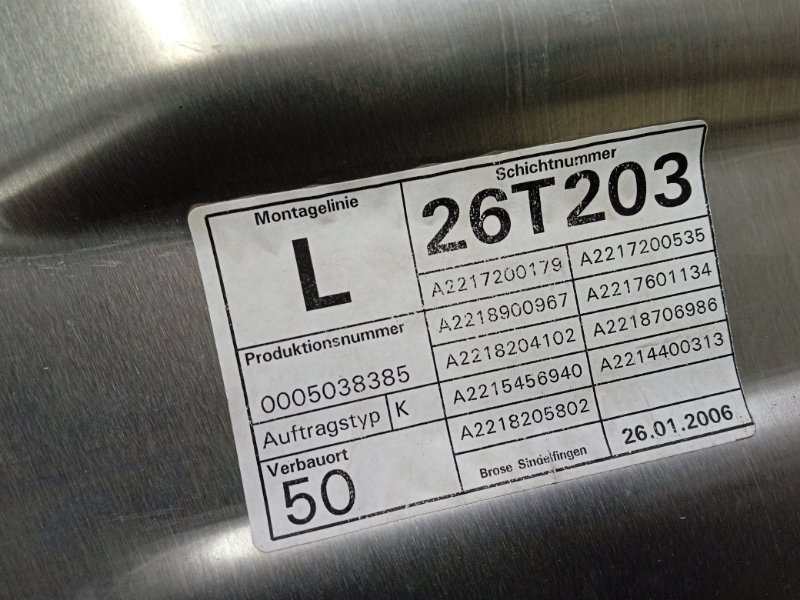 Montagelinie
L
Schichtnummer
26T203
A2217200179 A2217200535
A2218900967 A2217601134
A2218204102 A2218706986
A2215456940 A2214400313
A2218205802
Produktionsnummer
0005038385
Auftragstyp K
Verbauort
50
Brose Sindelfingen
26.01.2006